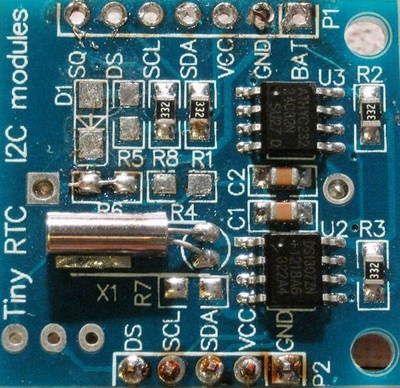 P1
SQ
DS
SCL
SDA
VCC
GND
BAT
Tiny RTC I2C modules
D1
U3
R2
332
332
332
R5
R8
R1
C2
R6
R4
C1
U2
R3
332
X1
R7
DS
SCL
SDA
VCC
GND
P2